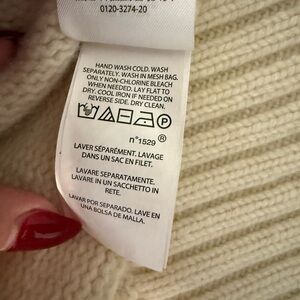 0120-3274-20
HAND WASH COLD. WASH
SEPARATELY. WASH IN MESH BAG.
ONLY NON-CHLORINE BLEACH
WHEN NEEDED. LAY FLAT TO
DRY. COOL IRON IF NEEDED ON
REVERSE SIDE. DRY CLEAN.
P
n°1529 ®
LAVER SÉPARÉMENT. LAVAGE
DANS UN SAC EN FILET.
LAVARE SEPARATAMENTE.
LAVARE IN UN SACCHETTO IN
RETE.
LAVAR POR SEPARADO. LAVE EN
UNA BOLSA DE MALLA.